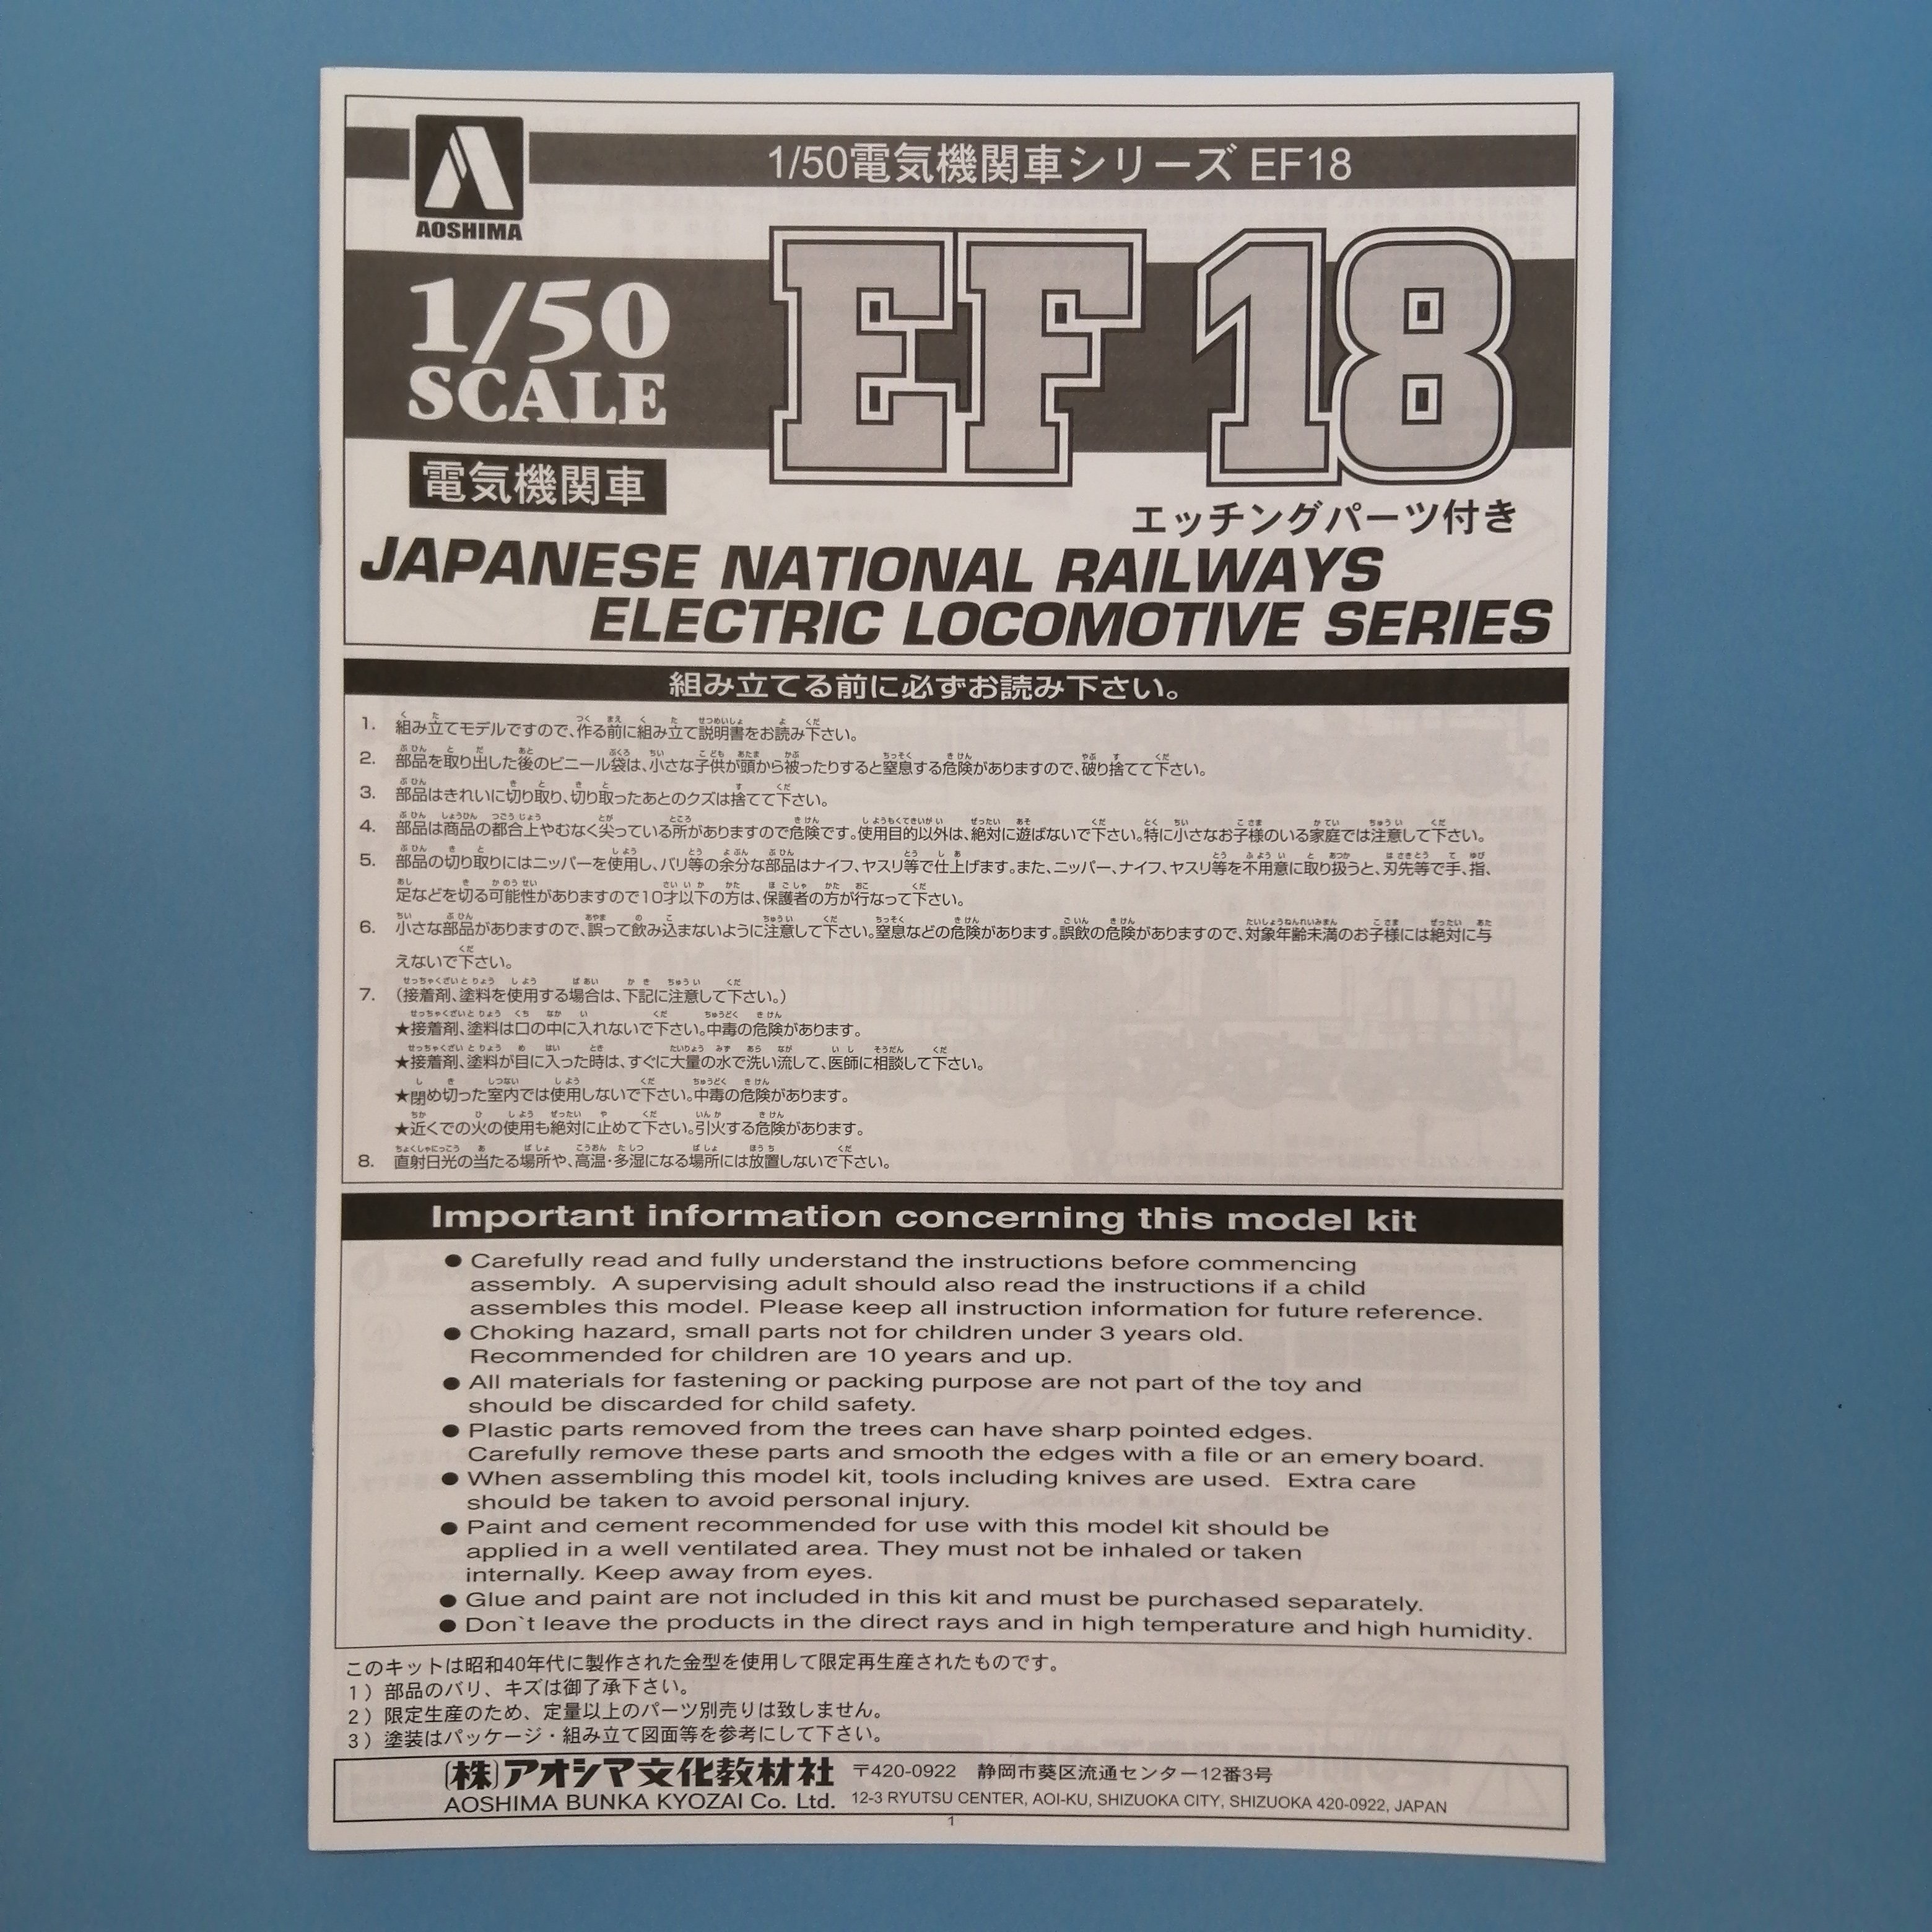 AOSHIMA
1/50電気機関車シリーズ EF18
1/50
SCALE
EF18
電気機関車
エッチングパーツ付き
JAPANESE NATIONAL RAILWAYS
ELECTRIC LOCOMOTIVE SERIES
組み立てる前に必ずお読み下さい。
1. 組み立てモデルですので、作る前に組み立て説明書をお読み下さい。
2. 部品を取り出した後のビニール袋は、小さな子供が頭から被ったりすると窒息する危険がありますので、破り捨てて下さい。
3. 部品はきれいに切り取り、切り取ったあとのクズは捨てて下さい。
4. 部品は商品の都合上やむなく尖っている所がありますので危険です。使用目的以外は、絶対に遊ばないで下さい。特に小さなお子様のいる家庭では注意して下さい。
5. 部品の切り取りにはニッパーを使用し、バリ等の余分な部品はナイフ、ヤスリ等で仕上げます。また、ニッパー、ナイフ、ヤスリ等を不用意に取り扱うと、刃先等で手、指、
足などを切る可能性がありますので10才以下の方は、保護者の方が行なって下さい。
6. 小さな部品がありますので、誤って飲み込まないように注意して下さい。窒息などの危険があります。誤飲の危険がありますので、対象年齢未満のお子様には絶対に与
えないで下さい。
7. (接着剤、塗料を使用する場合は、下記に注意して下さい。)
★接着剤、塗料は口の中に入れないで下さい。中毒の危険があります。
★接着剤、塗料が目に入った時は、すぐに大量の水で洗い流して、医師に相談して下さい。
★閉め切った室内では使用しないで下さい。中毒の危険があります。
★近くでの火の使用も絶対に止めて下さい。引火する危険があります。
8. 直射日光の当たる場所や、高温・多湿になる場所には放置しないで下さい。
Important information concerning this model kit
● Carefully read and fully understand the instructions before commencing
assembly. A supervising adult should also read the instructions if a child
assembles this model. Please keep all instruction information for future reference.
● Choking hazard, small parts not for children under 3 years old.
Recommended for children are 10 years and up.
● All materials for fastening or packing purpose are not part of the toy and
should be discarded for child safety.
● Plastic parts removed from the trees can have sharp pointed edges.
Carefully remove these parts and smooth the edges with a file or an emery board.
● When assembling this model kit, tools including knives are used. Extra care
should be taken to avoid personal injury.
● Paint and cement recommended for use with this model kit should be
applied in a well ventilated area. They must not be inhaled or taken
internally. Keep away from eyes.
● Glue and paint are not included in this kit and must be purchased separately.
● Don`t leave the products in the direct rays and in high temperature and high humidity.
このキットは昭和40年代に製作された金型を使用して限定再生産されたものです。
1）部品のバリ、キズは御了承下さい。
2）限定生産のため、定量以上のパーツ別売りは致しません。
3）塗装はパッケージ・組み立て図面等を参考にして下さい。
(株)アオシマ文化教材社 〒420-0922 静岡市葵区流通センター12番3号
AOSHIMA BUNKA KYOZAI Co. Ltd. 12-3 RYUTSU CENTER, AOI-KU, SHIZUOKA CITY, SHIZUOKA 420-0922, JAPAN
1